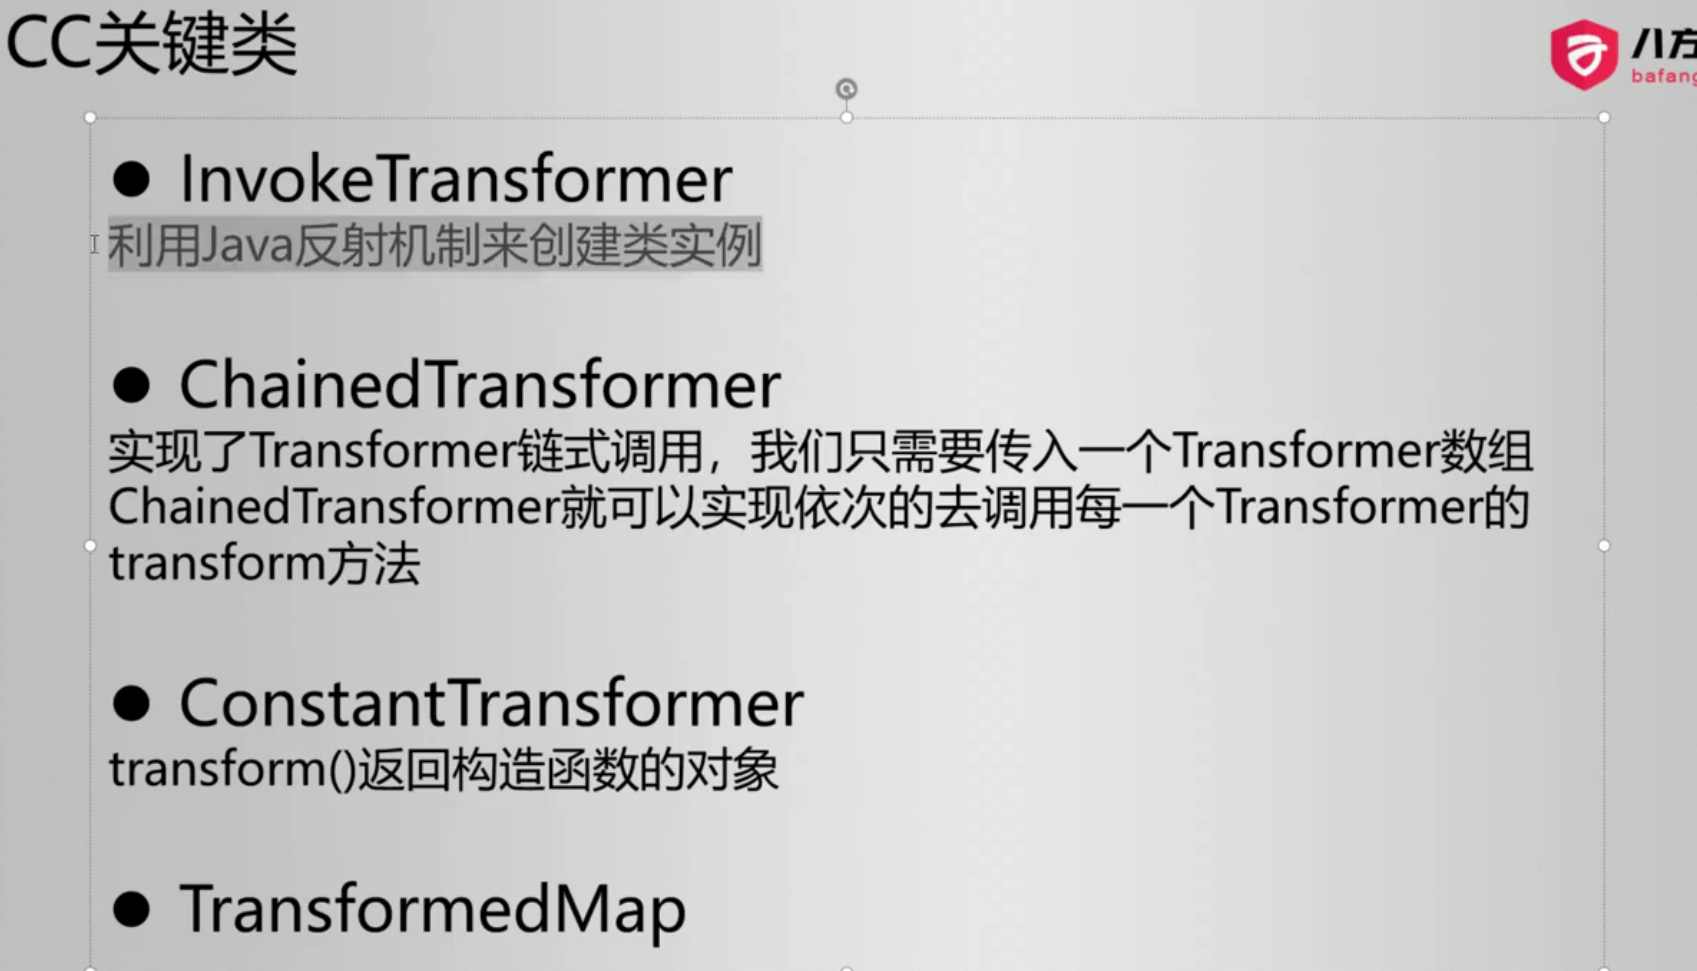 CC关键类
八方
bafang
● InvokeTransformer
利用Java反射机制来创建类实例
● ChainedTransformer
实现了Transformer链式调用，我们只需要传入一个Transformer数组
ChainedTransformer就可以实现依次的去调用每一个Transformer的
transform方法
● ConstantTransformer
transform()返回构造函数的对象
● TransformedMap